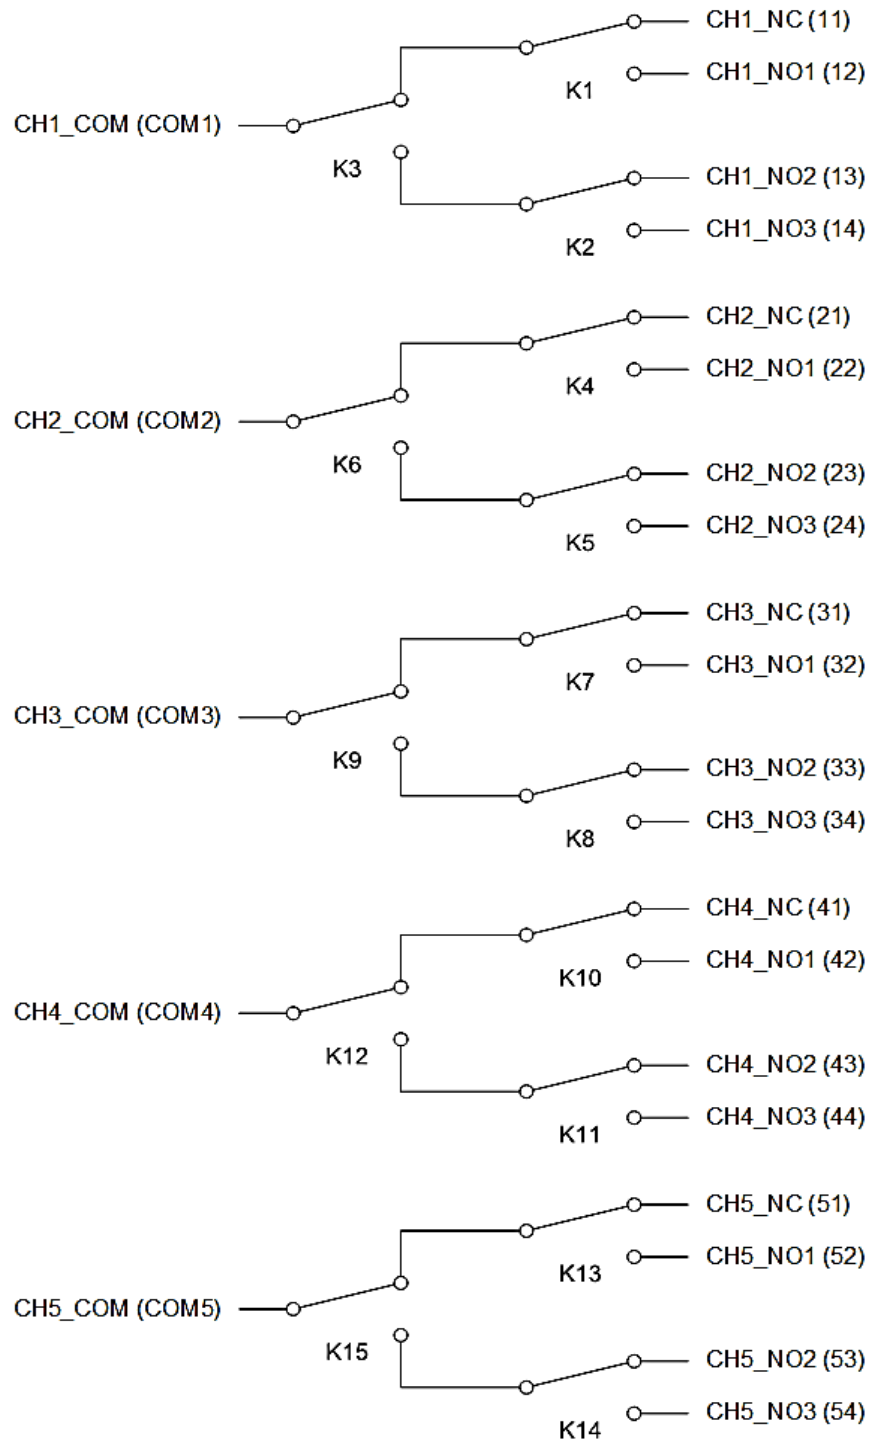 CH1_NC (11)
K1
CH1_NO1 (12)
CH1_COM (COM1)
K3
CH1_NO2 (13)
K2
CH1_NO3 (14)
CH2_NC (21)
K4
CH2_NO1 (22)
CH2_COM (COM2)
K6
CH2_NO2 (23)
K5
CH2_NO3 (24)
CH3_NC (31)
K7
CH3_NO1 (32)
CH3_COM (COM3)
K9
CH3_NO2 (33)
K8
CH3_NO3 (34)
CH4_NC (41)
K10
CH4_NO1 (42)
CH4_COM (COM4)
K12
CH4_NO2 (43)
K11
CH4_NO3 (44)
CH5_NC (51)
K13
CH5_NO1 (52)
CH5_COM (COM5)
K15
CH5_NO2 (53)
K14
CH5_NO3 (54)